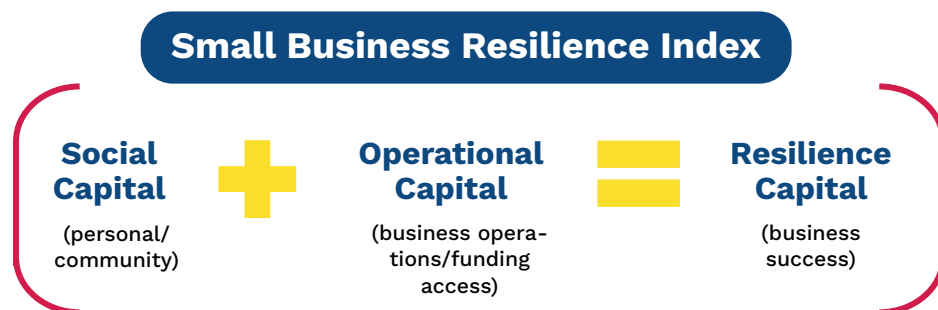 Small Business Resilience Index
Social
Capital
(personal/
community)
Operational
Capital
(business opera-
tions/funding
access)
Resilience
Capital
(business
success)